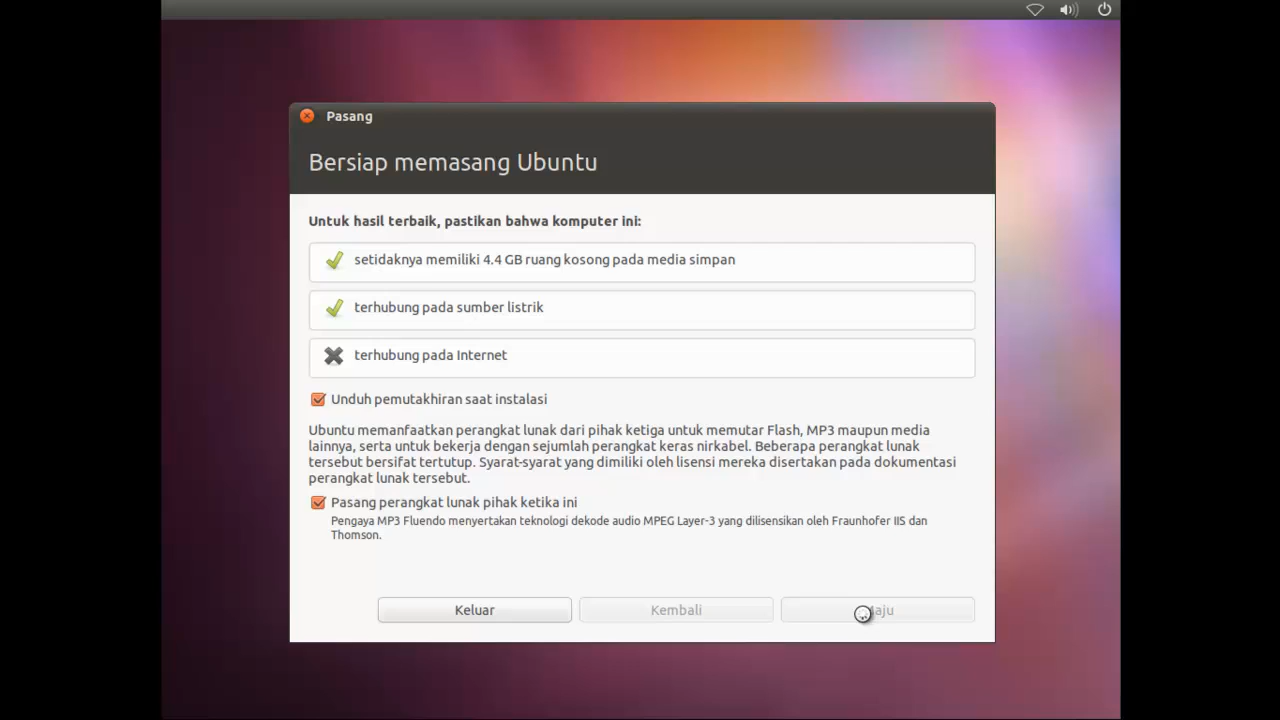 Pasang
Bersiap memasang Ubuntu
Untuk hasil terbaik, pastikan bahwa komputer ini:
setidaknya memiliki 4.4 GB ruang kosong pada media simpan
terhubung pada sumber listrik
terhubung pada Internet
Unduh pemutakhiran saat instalasi
Ubuntu memanfaatkan perangkat lunak dari pihak ketiga untuk memutar Flash, MP3 maupun media
lainnya, serta untuk bekerja dengan sejumlah perangkat keras nirkabel. Beberapa perangkat lunak
tersebut bersifat tertutup. Syarat-syarat yang dimiliki oleh lisensi mereka disertakan pada dokumentasi
perangkat lunak tersebut.
Pasang perangkat lunak pihak ketika ini
Pengaya MP3 Fluendo menyertakan teknologi dekode audio MPEG Layer-3 yang dilisensikan oleh Fraunhofer IIS dan
Thomson.
Keluar
Kembali